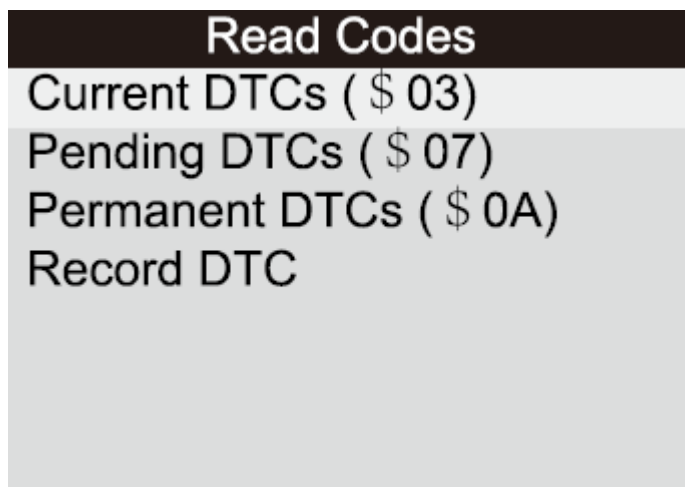 Read Codes
Current DTCs ( $ 03)
Pending DTCs ( $ 07)
Permanent DTCs ( $ 0A)
Record DTC